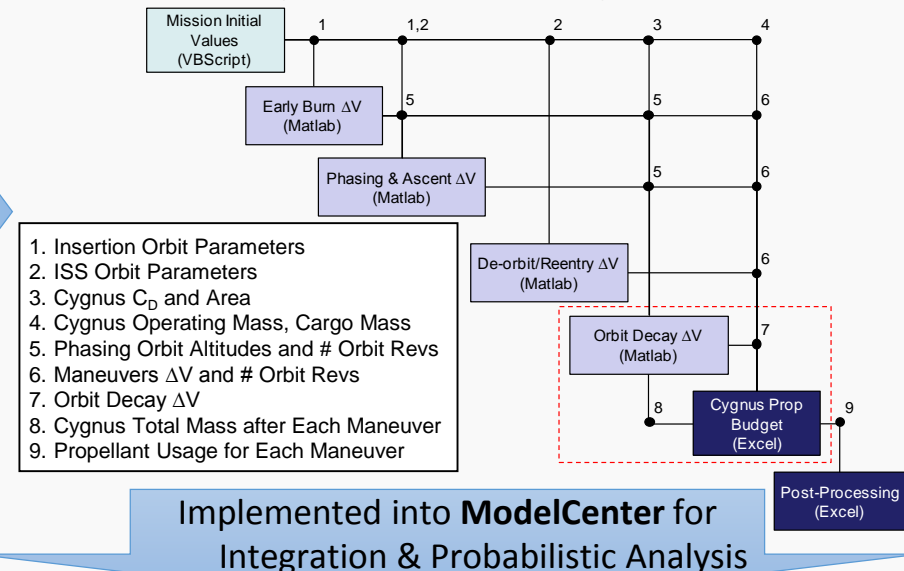 Mission Initial
Values
(VBScript)
1
1,2
2
3
4
Early Burn ΔV
(Matlab)
5
5
6
Phasing & Ascent ΔV
(Matlab)
5
6
De-orbit/Reentry ΔV
(Matlab)
6
1. Insertion Orbit Parameters
2. ISS Orbit Parameters
3. Cygnus CD and Area
4. Cygnus Operating Mass, Cargo Mass
5. Phasing Orbit Altitudes and # Orbit Revs
6. Maneuvers ΔV and # Orbit Revs
7. Orbit Decay ΔV
8. Cygnus Total Mass after Each Maneuver
9. Propellant Usage for Each Maneuver
Orbit Decay ΔV
(Matlab)
7
8
Cygnus Prop
Budget
(Excel)
9
Post-Processing
(Excel)
Implemented into ModelCenter for
Integration & Probabilistic Analysis